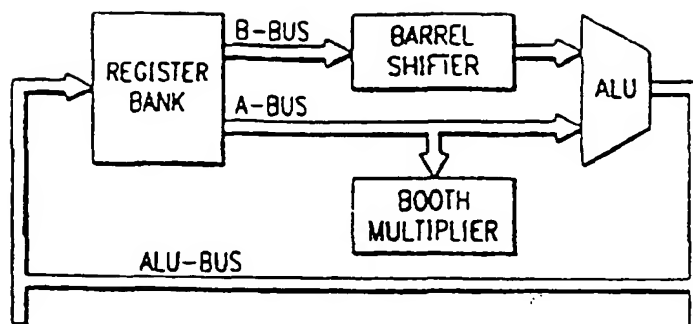 B-BUS
BARREL
SHIFTER
REGISTER
BANK
ALU
A-BUS
BOOTH
MULTIPLIER
ALU-BUS